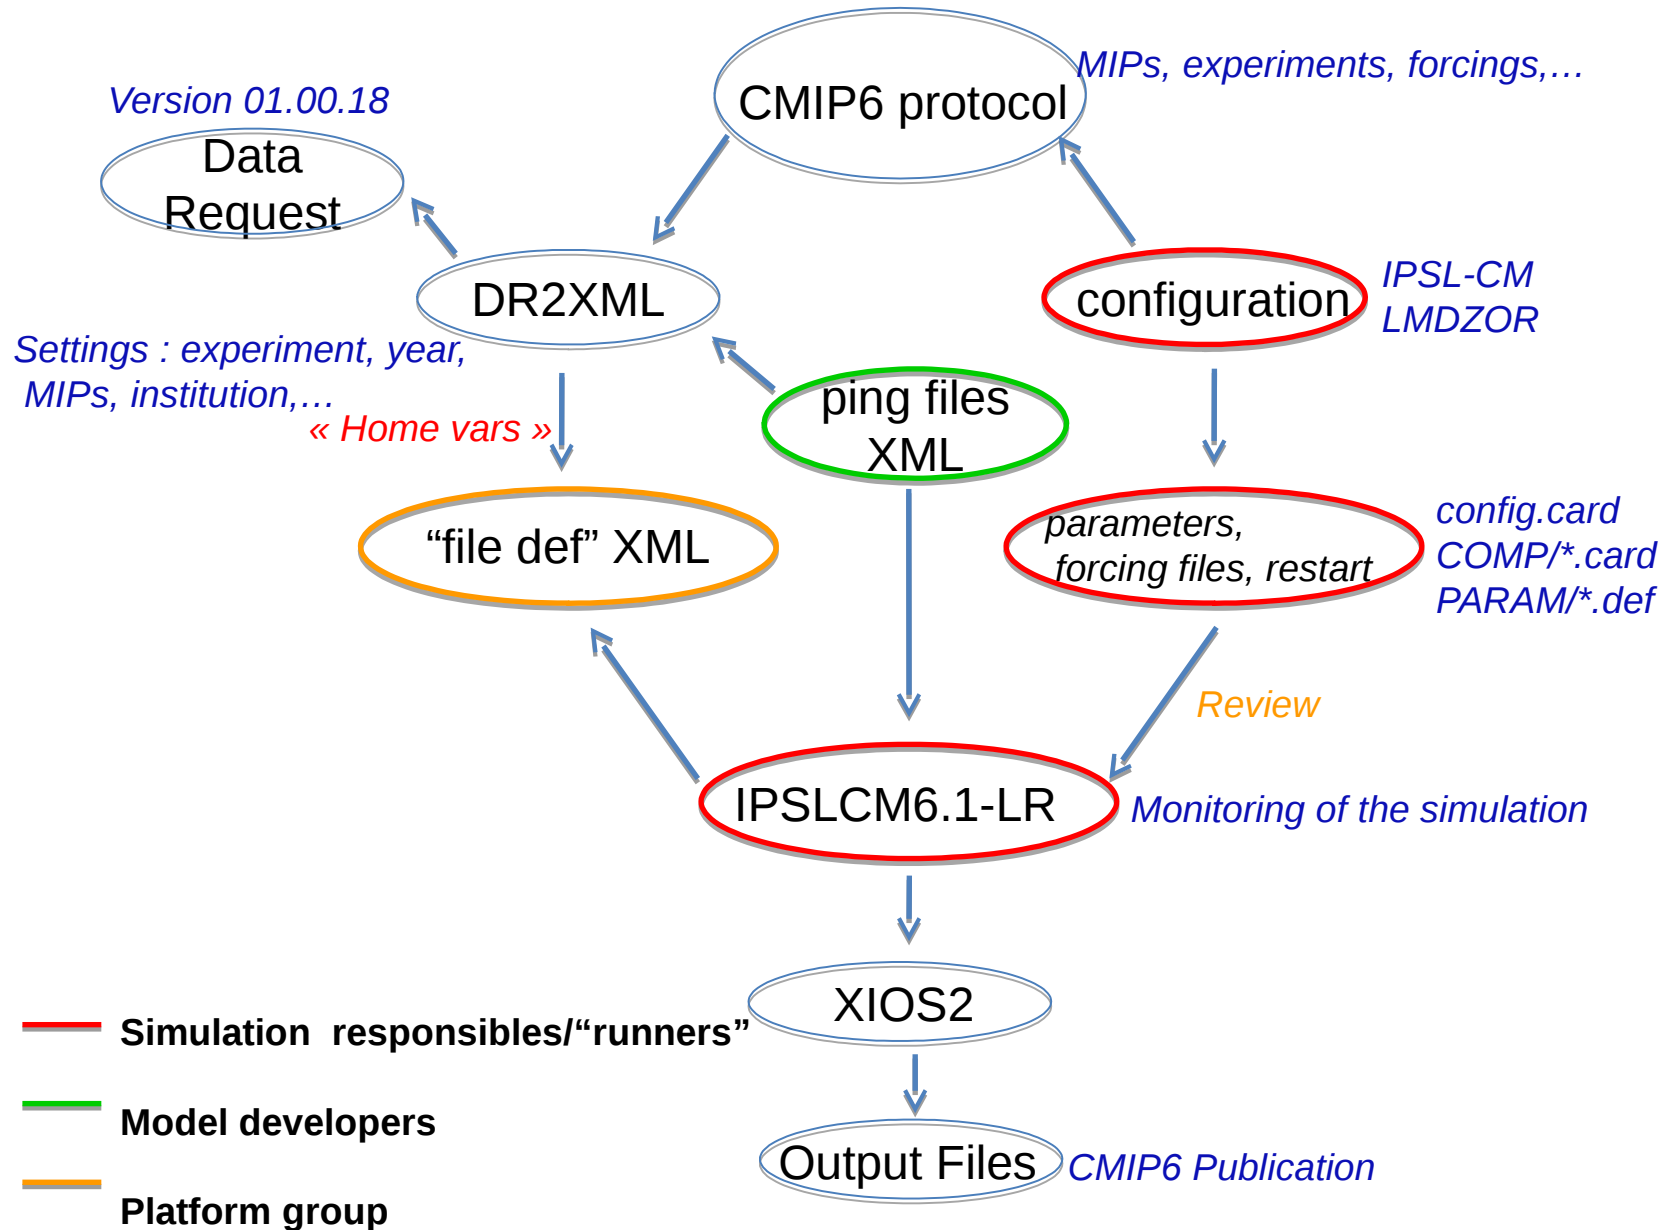 CMIP6 protocol
MIPs, experiments, forcings,…
Version 01.00.18
Data
Request
DR2XML
configuration
IPSL-CM
LMDZOR
Settings : experiment, year,
MIPs, institution,…
« Home vars »
ping files
XML
“file def” XML
parameters,
forcing files, restart
config.card
COMP/*.card
PARAM/*.def
Review
IPSLCM6.1-LR
Monitoring of the simulation
XIOS2
Simulation responsibles/“runners”
Model developers
Output Files
CMIP6 Publication
Platform group